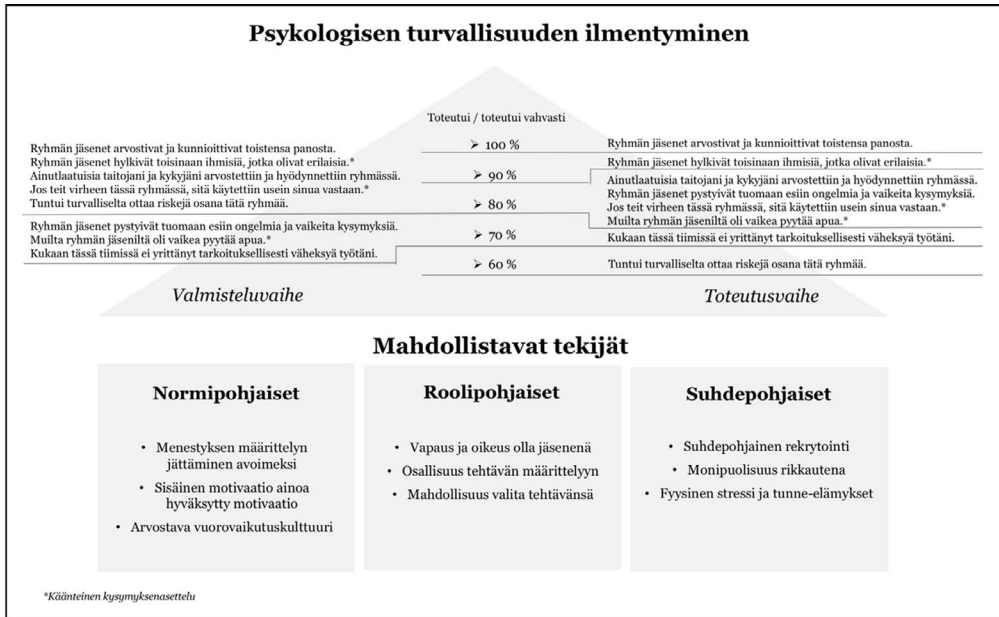 Psykologisen turvallisuuden ilmentyminen
Toteutui / toteutui vahvasti
Ryhmän jäsenet arvostivat ja kunnioittivat toistensa panosta.
Ryhmän jäsenet hylkivät toisinaan ihmisiä, jotka olivat erilaisia.*
Ainutlaatuisia taitojani ja kykyjäni arvostettiin ja hyödynnettiin ryhmässä.
Jos teit virheen tässä ryhmässä, sitä käytettiin usein sinua vastaan.*
Tuntui turvalliselta ottaa riskejä osana tätä ryhmää.
Ryhmän jäsenet pystyivät tuomaan esiin ongelmia ja vaikeita kysymyksiä.
Muilta ryhmän jäseniltä oli vaikea pyytää apua.*
Kukaan tässä tiimissä ei yrittänyt tarkoituksellisesti väheksyä työtäni.
Valmisteluvaihe
➢ 100 %
➢ 90 %
➢ 80 %
➢ 70 %
➢ 60 %
Ryhmän jäsenet arvostivat ja kunnioittivat toistensa panosta.
Ryhmän jäsenet hylkivät toisinaan ihmisiä, jotka olivat erilaisia.*
Ainutlaatuisia taitojani ja kykyjäni arvostettiin ja hyödynnettiin ryhmässä.
Ryhmän jäsenet pystyivät tuomaan esiin ongelmia ja vaikeita kysymyksiä.
Jos teit virheen tässä ryhmässä, sitä käytettiin usein sinua vastaan.*
Muilta ryhmän jäseniltä oli vaikea pyytää apua.*
Kukaan tässä tiimissä ei yrittänyt tarkoituksellisesti väheksyä työtäni.
Tuntui turvalliselta ottaa riskejä osana tätä ryhmää.
Toteutusvaihe
Mahdollistavat tekijät
Normipohjaiset
• Menestyksen määrittelyn
jättäminen avoimeksi
• Sisäinen motivaatio ainoa
hyväksytty motivaatio
• Arvostava vuorovaikutuskulttuuri
Roolipohjaiset
• Vapaus ja oikeus olla jäsenenä
• Osallisuus tehtävän määrittelyyn
• Mahdollisuus valita tehtävänsä
Suhdepohjaiset
• Suhdepohjainen rekrytointi
• Monipuolisuus rikkautena
• Fyysinen stressi ja tunne-elämykset
*Käänteinen kysymyksenasettelu